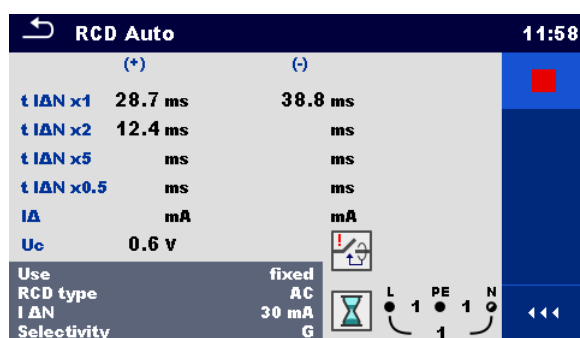 RCD Auto 11:58
(+) (-)
t IΔN x1 28.7 ms 38.8 ms
t IΔN x2 12.4 ms ms
t IΔN x5 ms ms
t IΔN x0.5 ms ms
IΔ mA mA
Uc 0.6 V
Use fixed
RCD type AC
I ΔN 30 mA
Selectivity G
L PE N
1 1
1